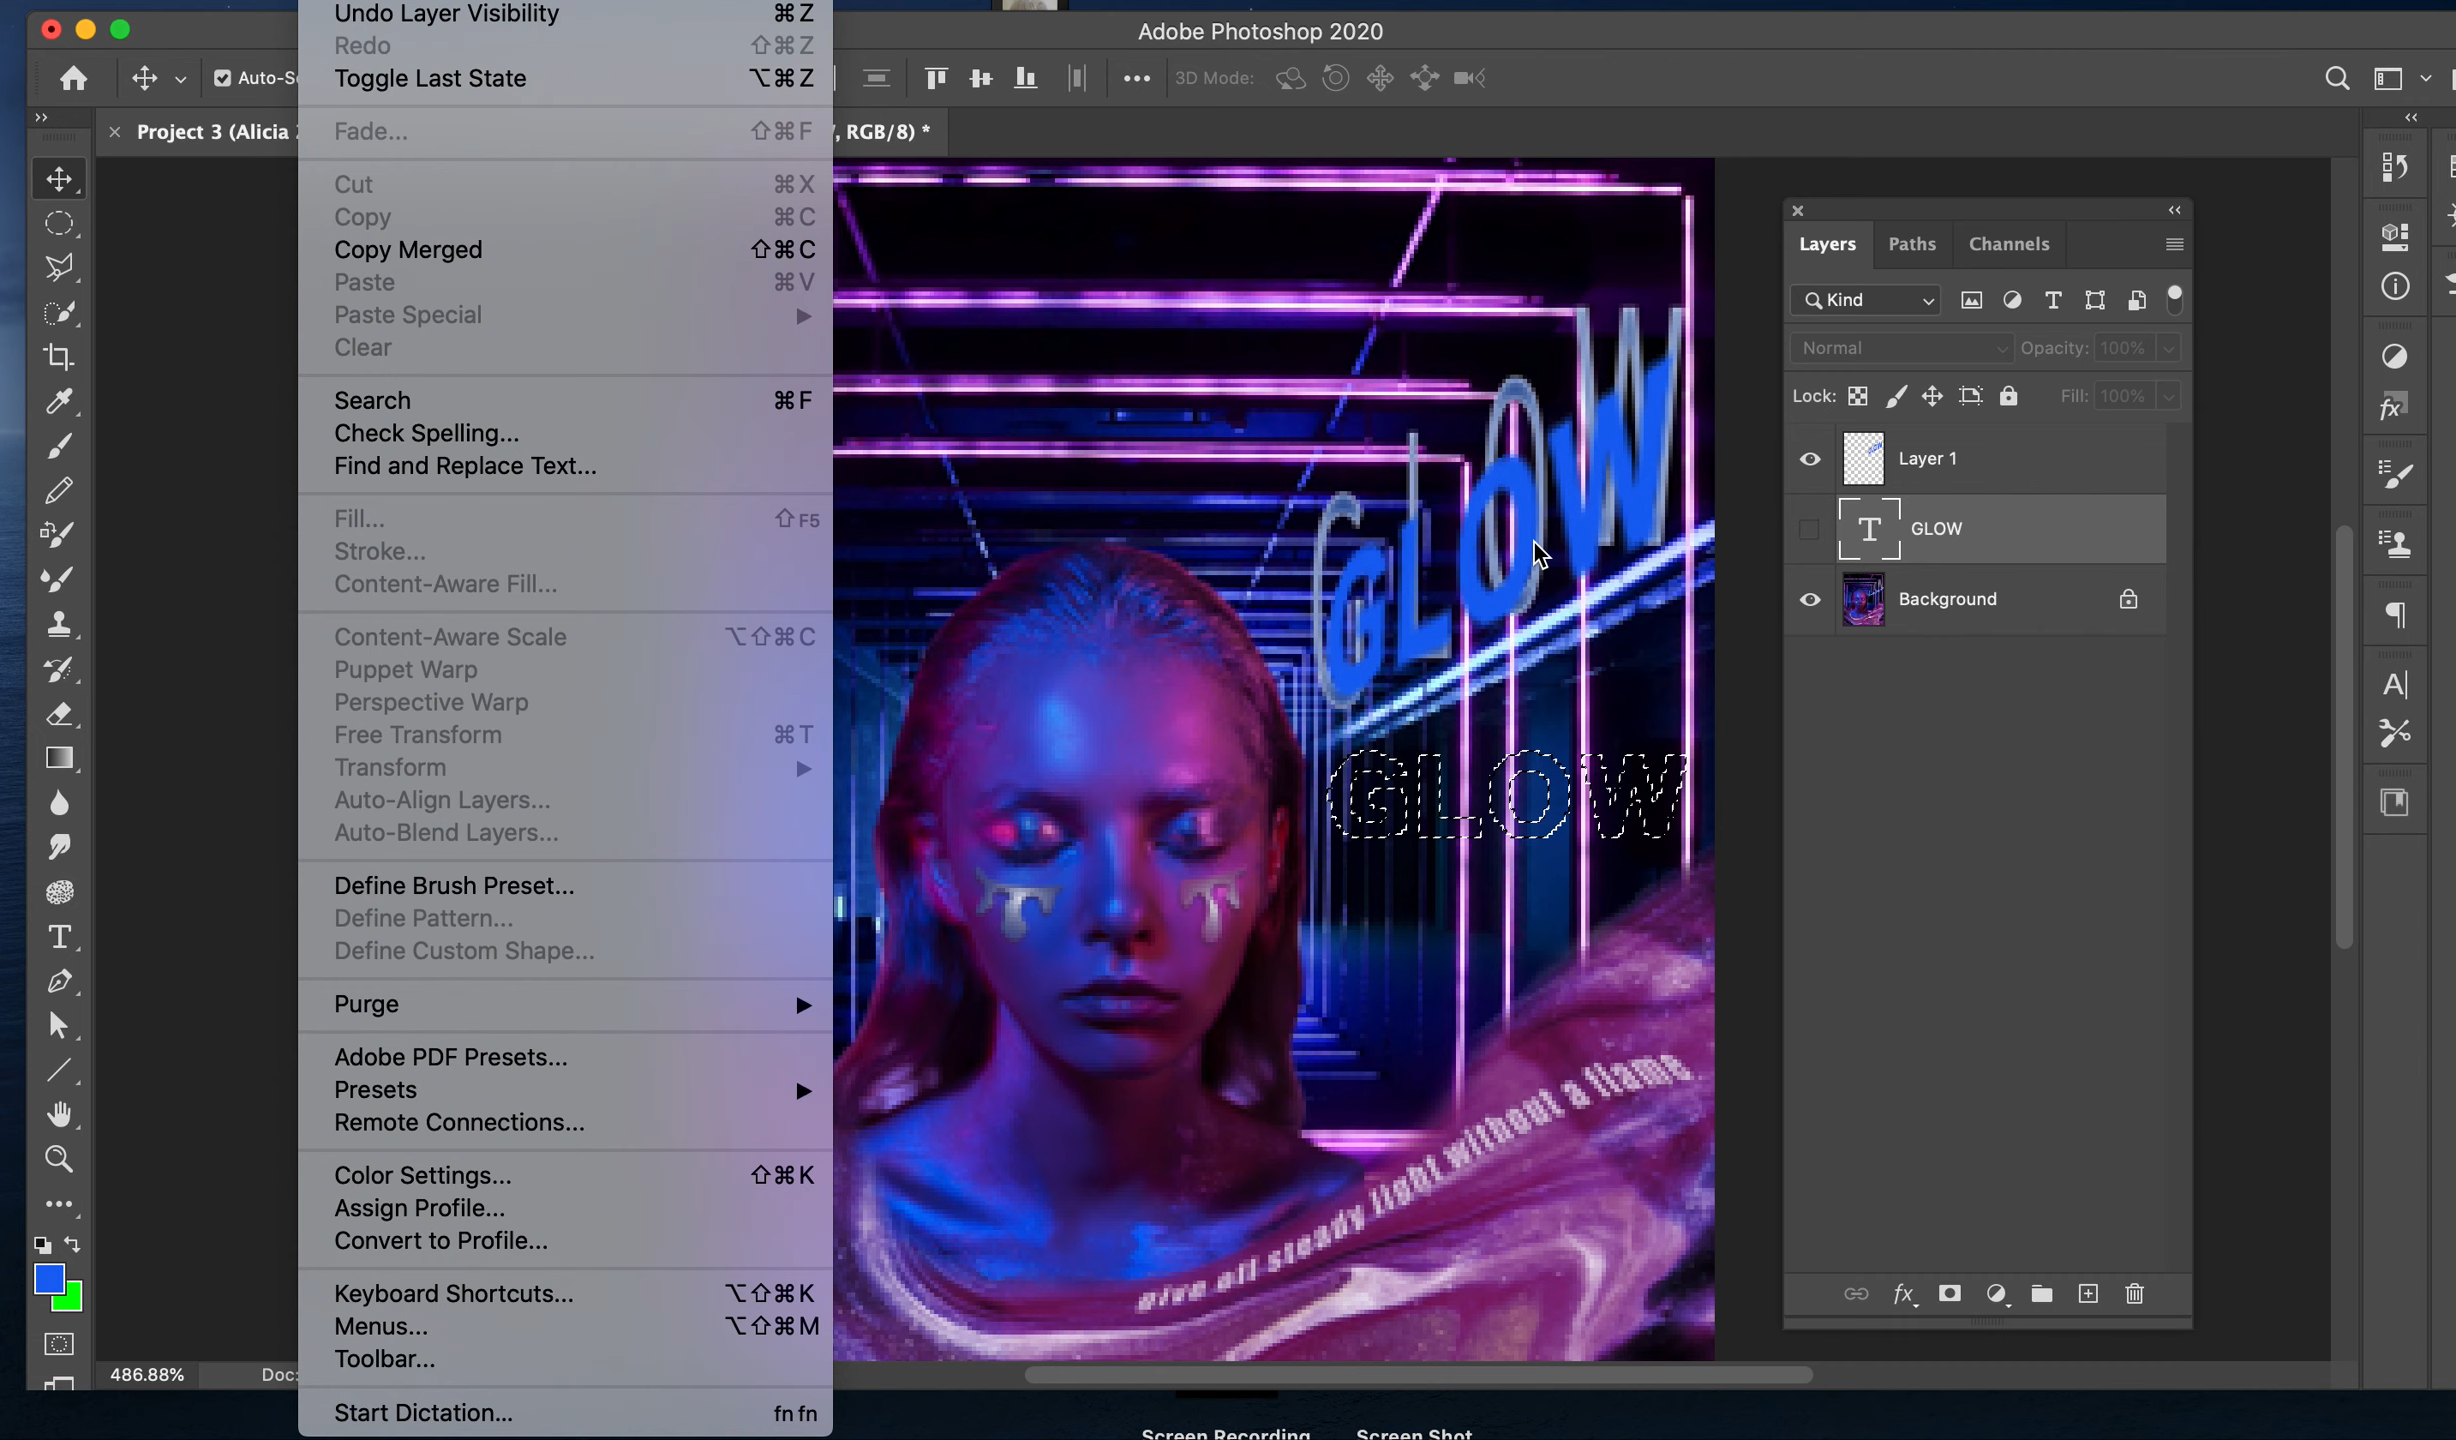 Undo Layer Visibility ⌘Z
Adobe Photoshop 2020
Redo ⇧⌘Z
Toggle Last State ⌥⌘Z
Auto-Se
3D Mode:
Project 3 (Alicia
, RGB/8) *
Fade... ⇧⌘F
Cut ⌘X
Copy ⌘C
Copy Merged ⇧⌘C
Paste ⌘V
Paste Special
Clear
Search ⌘F
Check Spelling...
Find and Replace Text...
Fill... ⇧F5
Stroke...
Content-Aware Fill...
Content-Aware Scale ⌥⇧⌘C
Puppet Warp
Perspective Warp
Free Transform ⌘T
Transform
Auto-Align Layers...
Auto-Blend Layers...
Define Brush Preset...
Define Pattern...
Define Custom Shape...
Purge
Adobe PDF Presets...
Presets
Remote Connections...
Color Settings... ⇧⌘K
Assign Profile...
Convert to Profile...
Keyboard Shortcuts... ⌥⇧⌘K
Menus... ⌥⇧⌘M
Toolbar...
Start Dictation... fn fn
486.88% Doc:
GLOW
GLOW
GLOW
give off steady light without a flame.
Layers Paths Channels
Kind
Normal Opacity: 100%
Lock: Fill: 100%
Layer 1
T GLOW
Background
Screen Recording Screen Shot